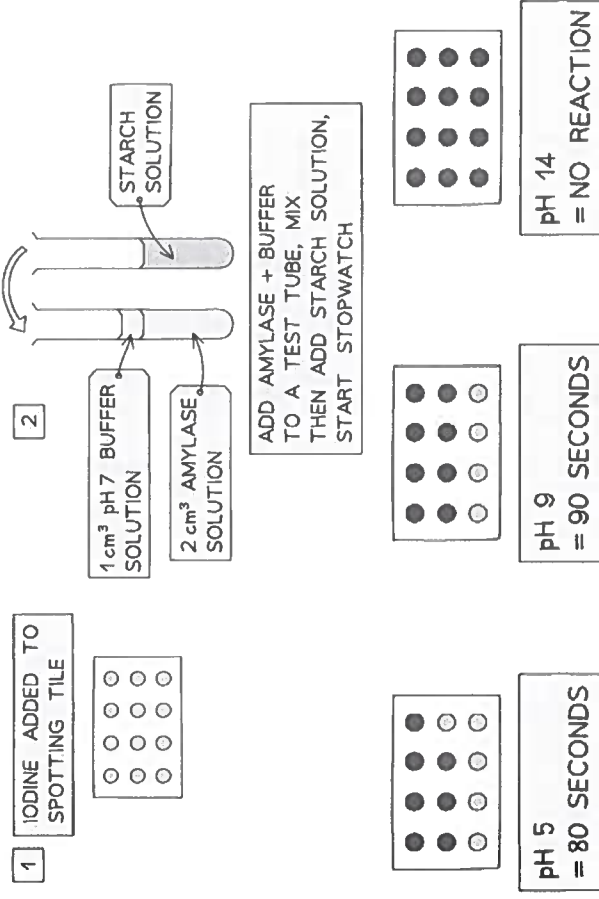 1
IODINE ADDED TO
SPOTTING TILE
2
1 cm³ pH 7 BUFFER
SOLUTION
2 cm³ AMYLASE
SOLUTION
STARCH
SOLUTION
ADD AMYLASE + BUFFER
TO A TEST TUBE, MIX
THEN ADD STARCH SOLUTION,
START STOPWATCH
pH 5
= 80 SECONDS
pH 9
= 90 SECONDS
pH 14
= NO REACTION